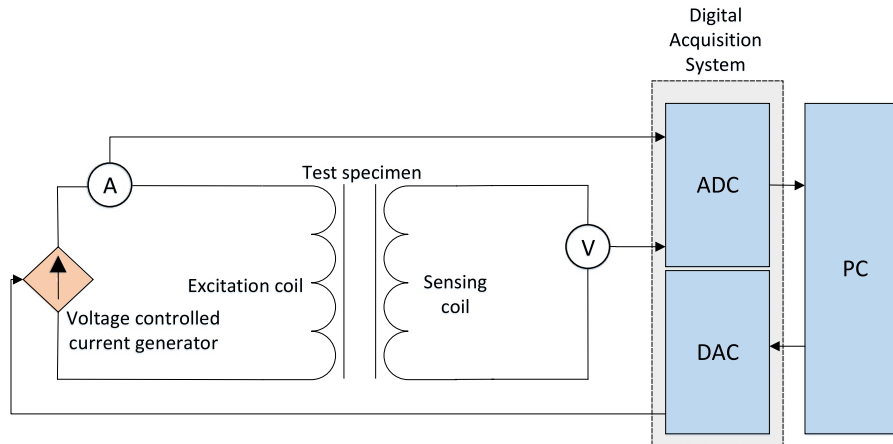 Digital
Acquisition
System
A
Test specimen
ADC
V
PC
Excitation coil
Sensing
coil
Voltage controlled
current generator
DAC